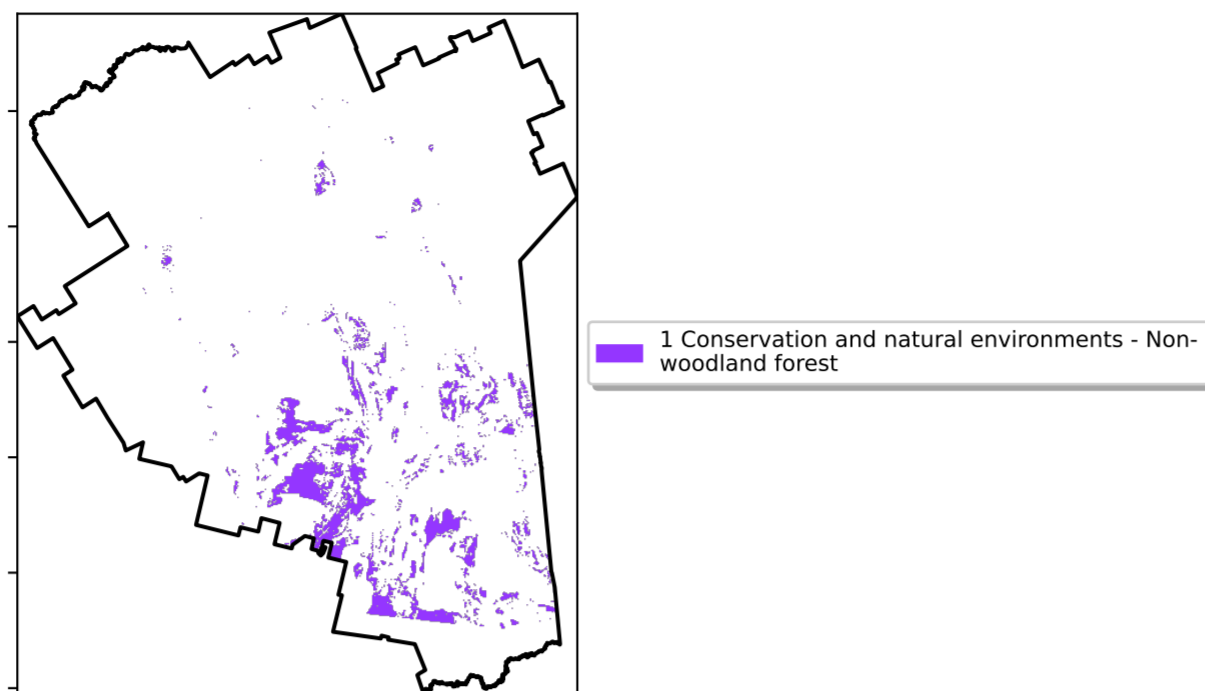 1 Conservation and natural environments - Non-
woodland forest